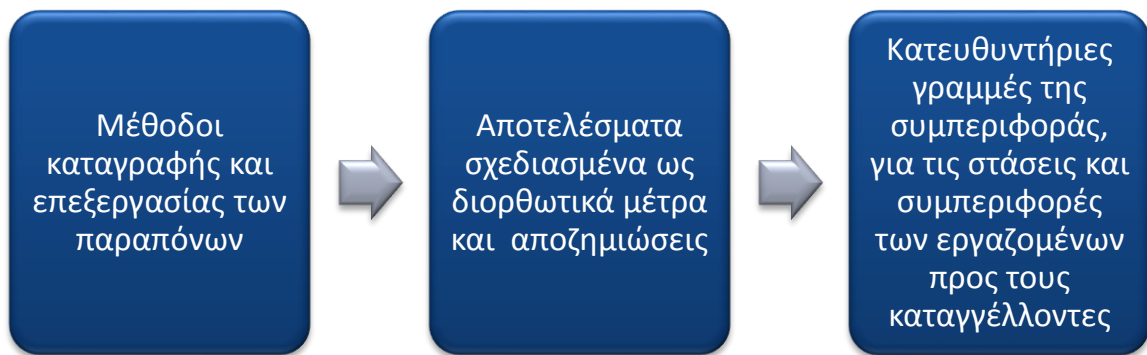 Μέθοδοι
καταγραφής και
επεξεργασίας των
παραπόνων
Αποτελέσματα
σχεδιασμένα ως
διορθωτικά μέτρα
και αποζημιώσεις
Κατευθυντήριες
γραμμές της
συμπεριφοράς,
για τις στάσεις και
συμπεριφορές
των εργαζομένων
προς τους
καταγγέλλοντες